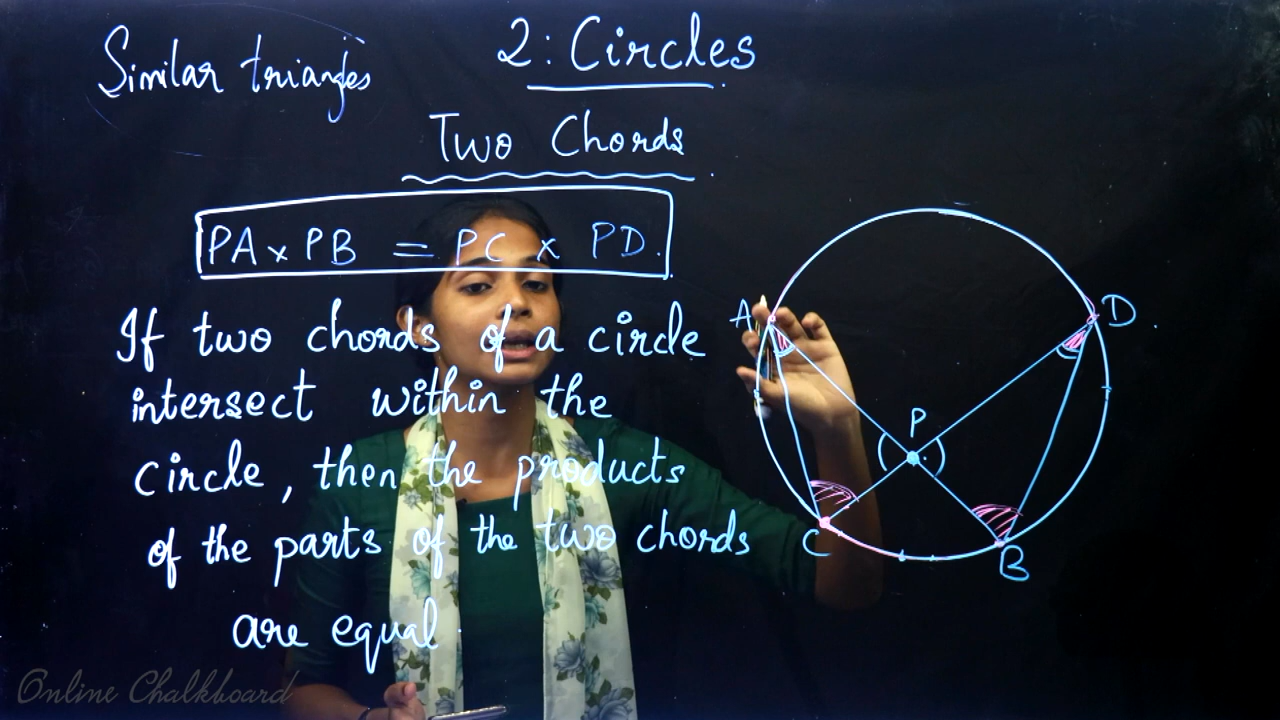 Similar triangles
2: Circles
Two Chords
PA × PB = PC × PD.
If two chords of a circle
intersect within the
circle, then the products
of the parts of the two chords
are equal.
A
D.
P
C
B
Online Chalkboard